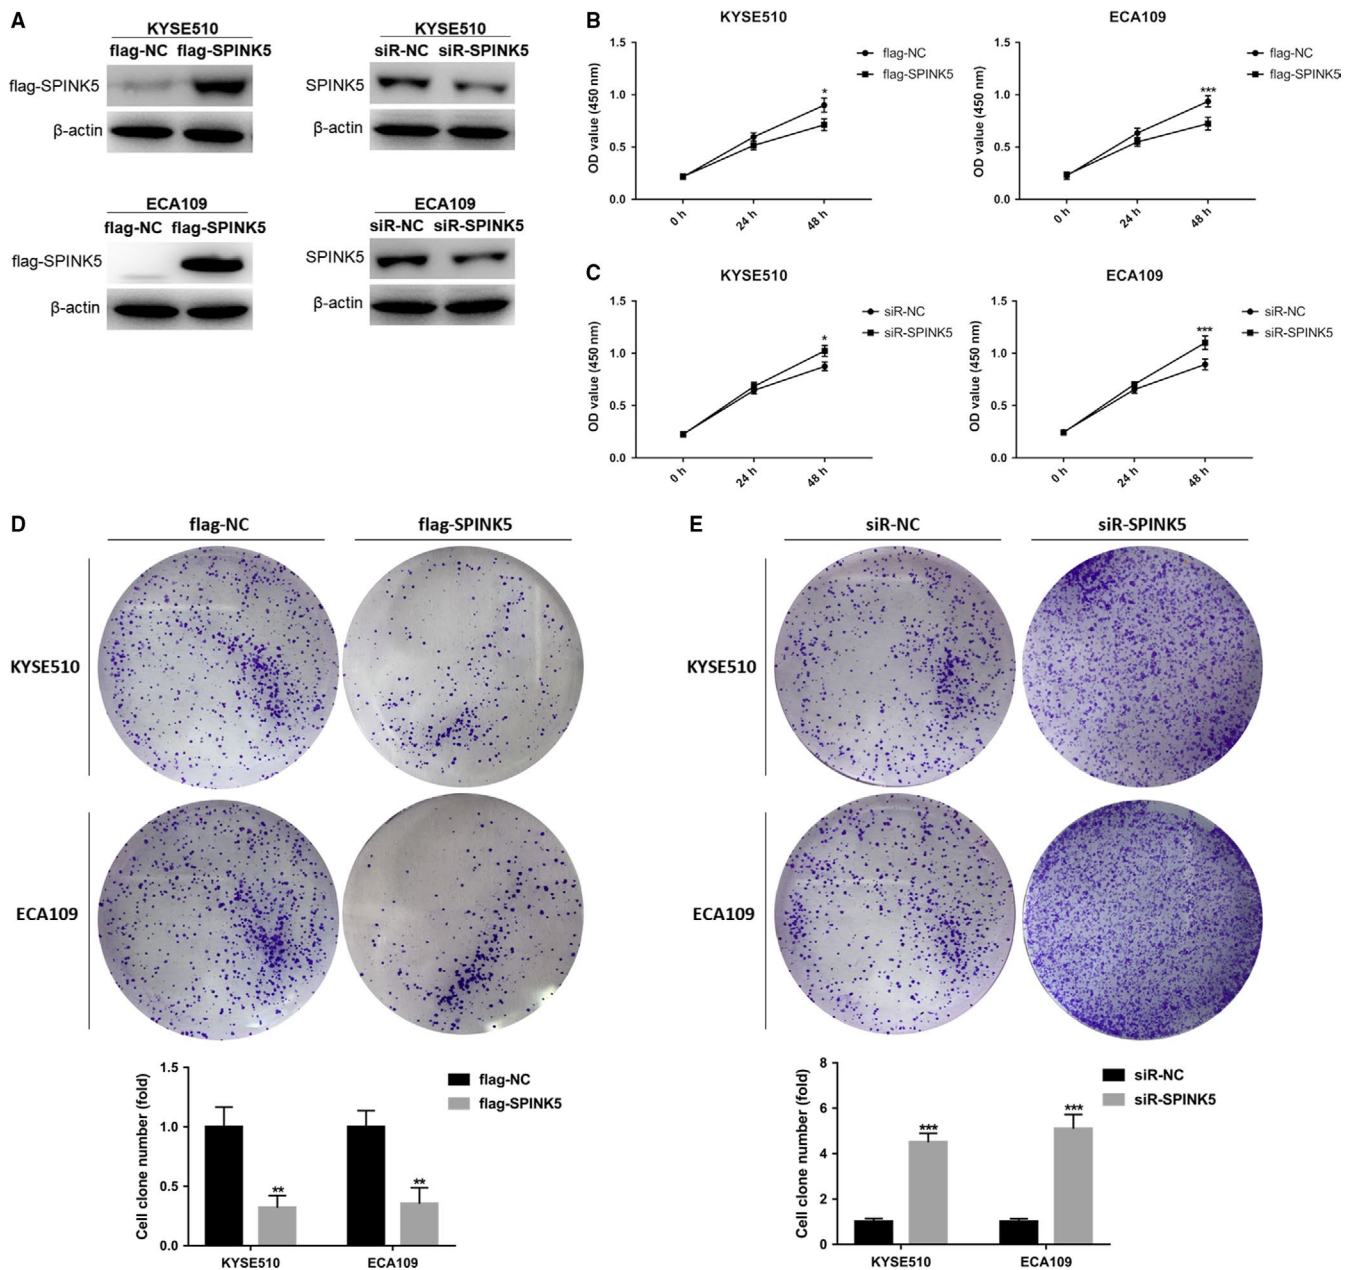 A
KYSE510
flag-NC flag-SPINK5
flag-SPINK5
β-actin
KYSE510
siR-NC siR-SPINK5
SPINK5
β-actin
ECA109
flag-NC flag-SPINK5
flag-SPINK5
β-actin
ECA109
siR-NC siR-SPINK5
SPINK5
β-actin
B
KYSE510
OD value (450 nm)
1.5
1.0
0.5
0.0
0 h
24 h
48 h
*
flag-NC
flag-SPINK5
ECA109
OD value (450 nm)
1.5
1.0
0.5
0.0
0 h
24 h
48 h
***
flag-NC
flag-SPINK5
C
KYSE510
OD value (450 nm)
1.5
1.0
0.5
0.0
0 h
24 h
48 h
*
siR-NC
siR-SPINK5
ECA109
OD value (450 nm)
1.5
1.0
0.5
0.0
0 h
24 h
48 h
***
siR-NC
siR-SPINK5
D
flag-NC flag-SPINK5
KYSE510
ECA109
Cell clone number (fold)
1.5
1.0
0.5
0.0
**
**
KYSE510 ECA109
flag-NC
flag-SPINK5
E
siR-NC siR-SPINK5
KYSE510
ECA109
Cell clone number (fold)
8
6
4
2
0
***
***
KYSE510 ECA109
siR-NC
siR-SPINK5